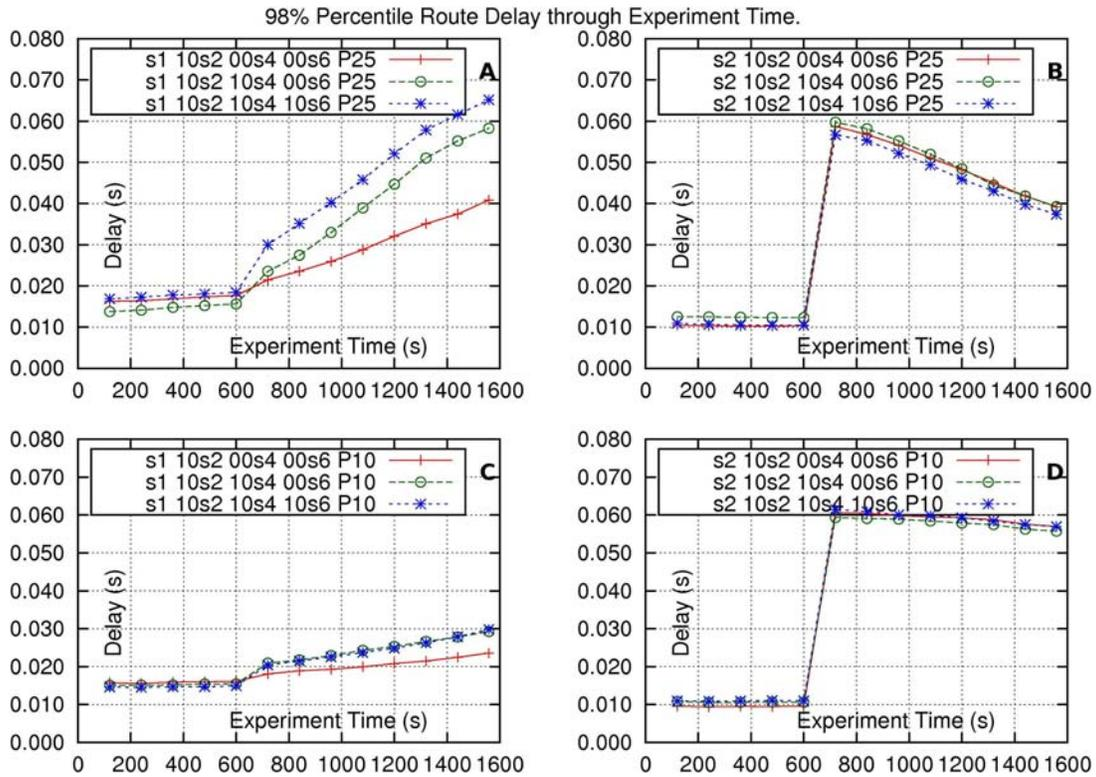 98% Percentile Route Delay through Experiment Time.
0.080
0.070
0.060
0.050
0.040
0.030
0.020
0.010
0.000
s1 10s2 00s4 00s6 P25
s1 10s2 10s4 00s6 P25
s1 10s2 10s4 10s6 P25
A
Delay (s)
Experiment Time (s)
0 200 400 600 800 1000 1200 1400 1600
0.080
0.070
0.060
0.050
0.040
0.030
0.020
0.010
0.000
s2 10s2 00s4 00s6 P25
s2 10s2 10s4 00s6 P25
s2 10s2 10s4 10s6 P25
B
Delay (s)
Experiment Time (s)
0 200 400 600 800 1000 1200 1400 1600
0.080
0.070
0.060
0.050
0.040
0.030
0.020
0.010
0.000
s1 10s2 00s4 00s6 P10
s1 10s2 10s4 00s6 P10
s1 10s2 10s4 10s6 P10
C
Delay (s)
Experiment Time (s)
0 200 400 600 800 1000 1200 1400 1600
0.080
0.070
0.060
0.050
0.040
0.030
0.020
0.010
0.000
s2 10s2 00s4 00s6 P10
s2 10s2 10s4 00s6 P10
s2 10s2 10s4 10s6 P10
D
Delay (s)
Experiment Time (s)
0 200 400 600 800 1000 1200 1400 1600